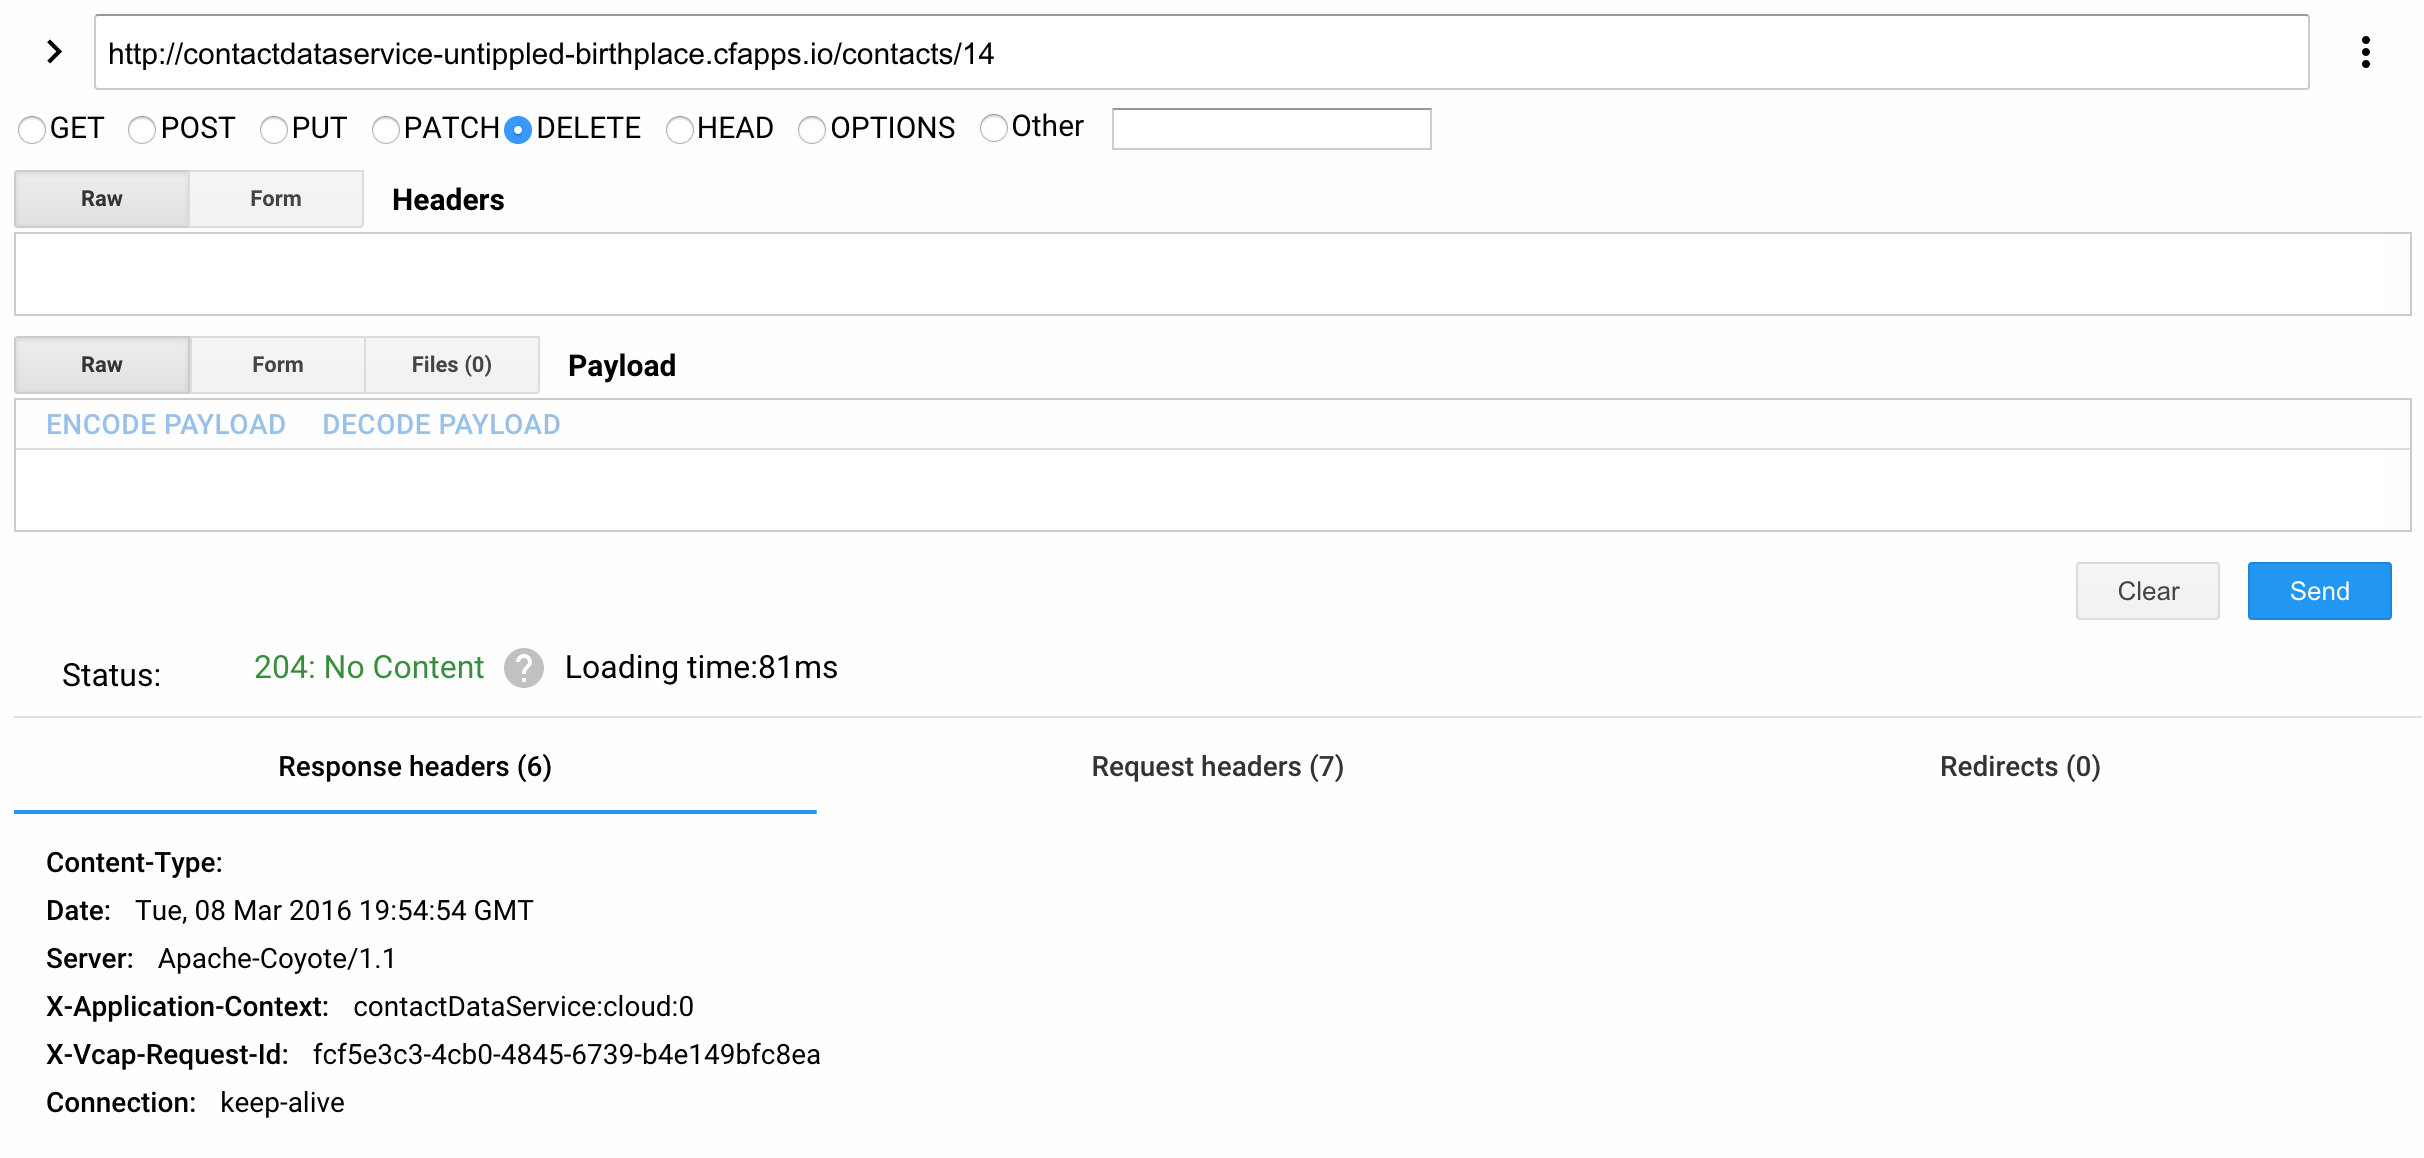 http://contactdataservice-untippled-birthplace.cfapps.io/contacts/14
GET POST PUT PATCH DELETE HEAD OPTIONS Other
Raw Form Headers
Raw Form Files (0) Payload
ENCODE PAYLOAD DECODE PAYLOAD
Clear Send
Status: 204: No Content ? Loading time:81ms
Response headers (6) Request headers (7) Redirects (0)
Content-Type:
Date: Tue, 08 Mar 2016 19:54:54 GMT
Server: Apache-Coyote/1.1
X-Application-Context: contactDataService:cloud:0
X-Vcap-Request-Id: fcf5e3c3-4cb0-4845-6739-b4e149bfc8ea
Connection: keep-alive